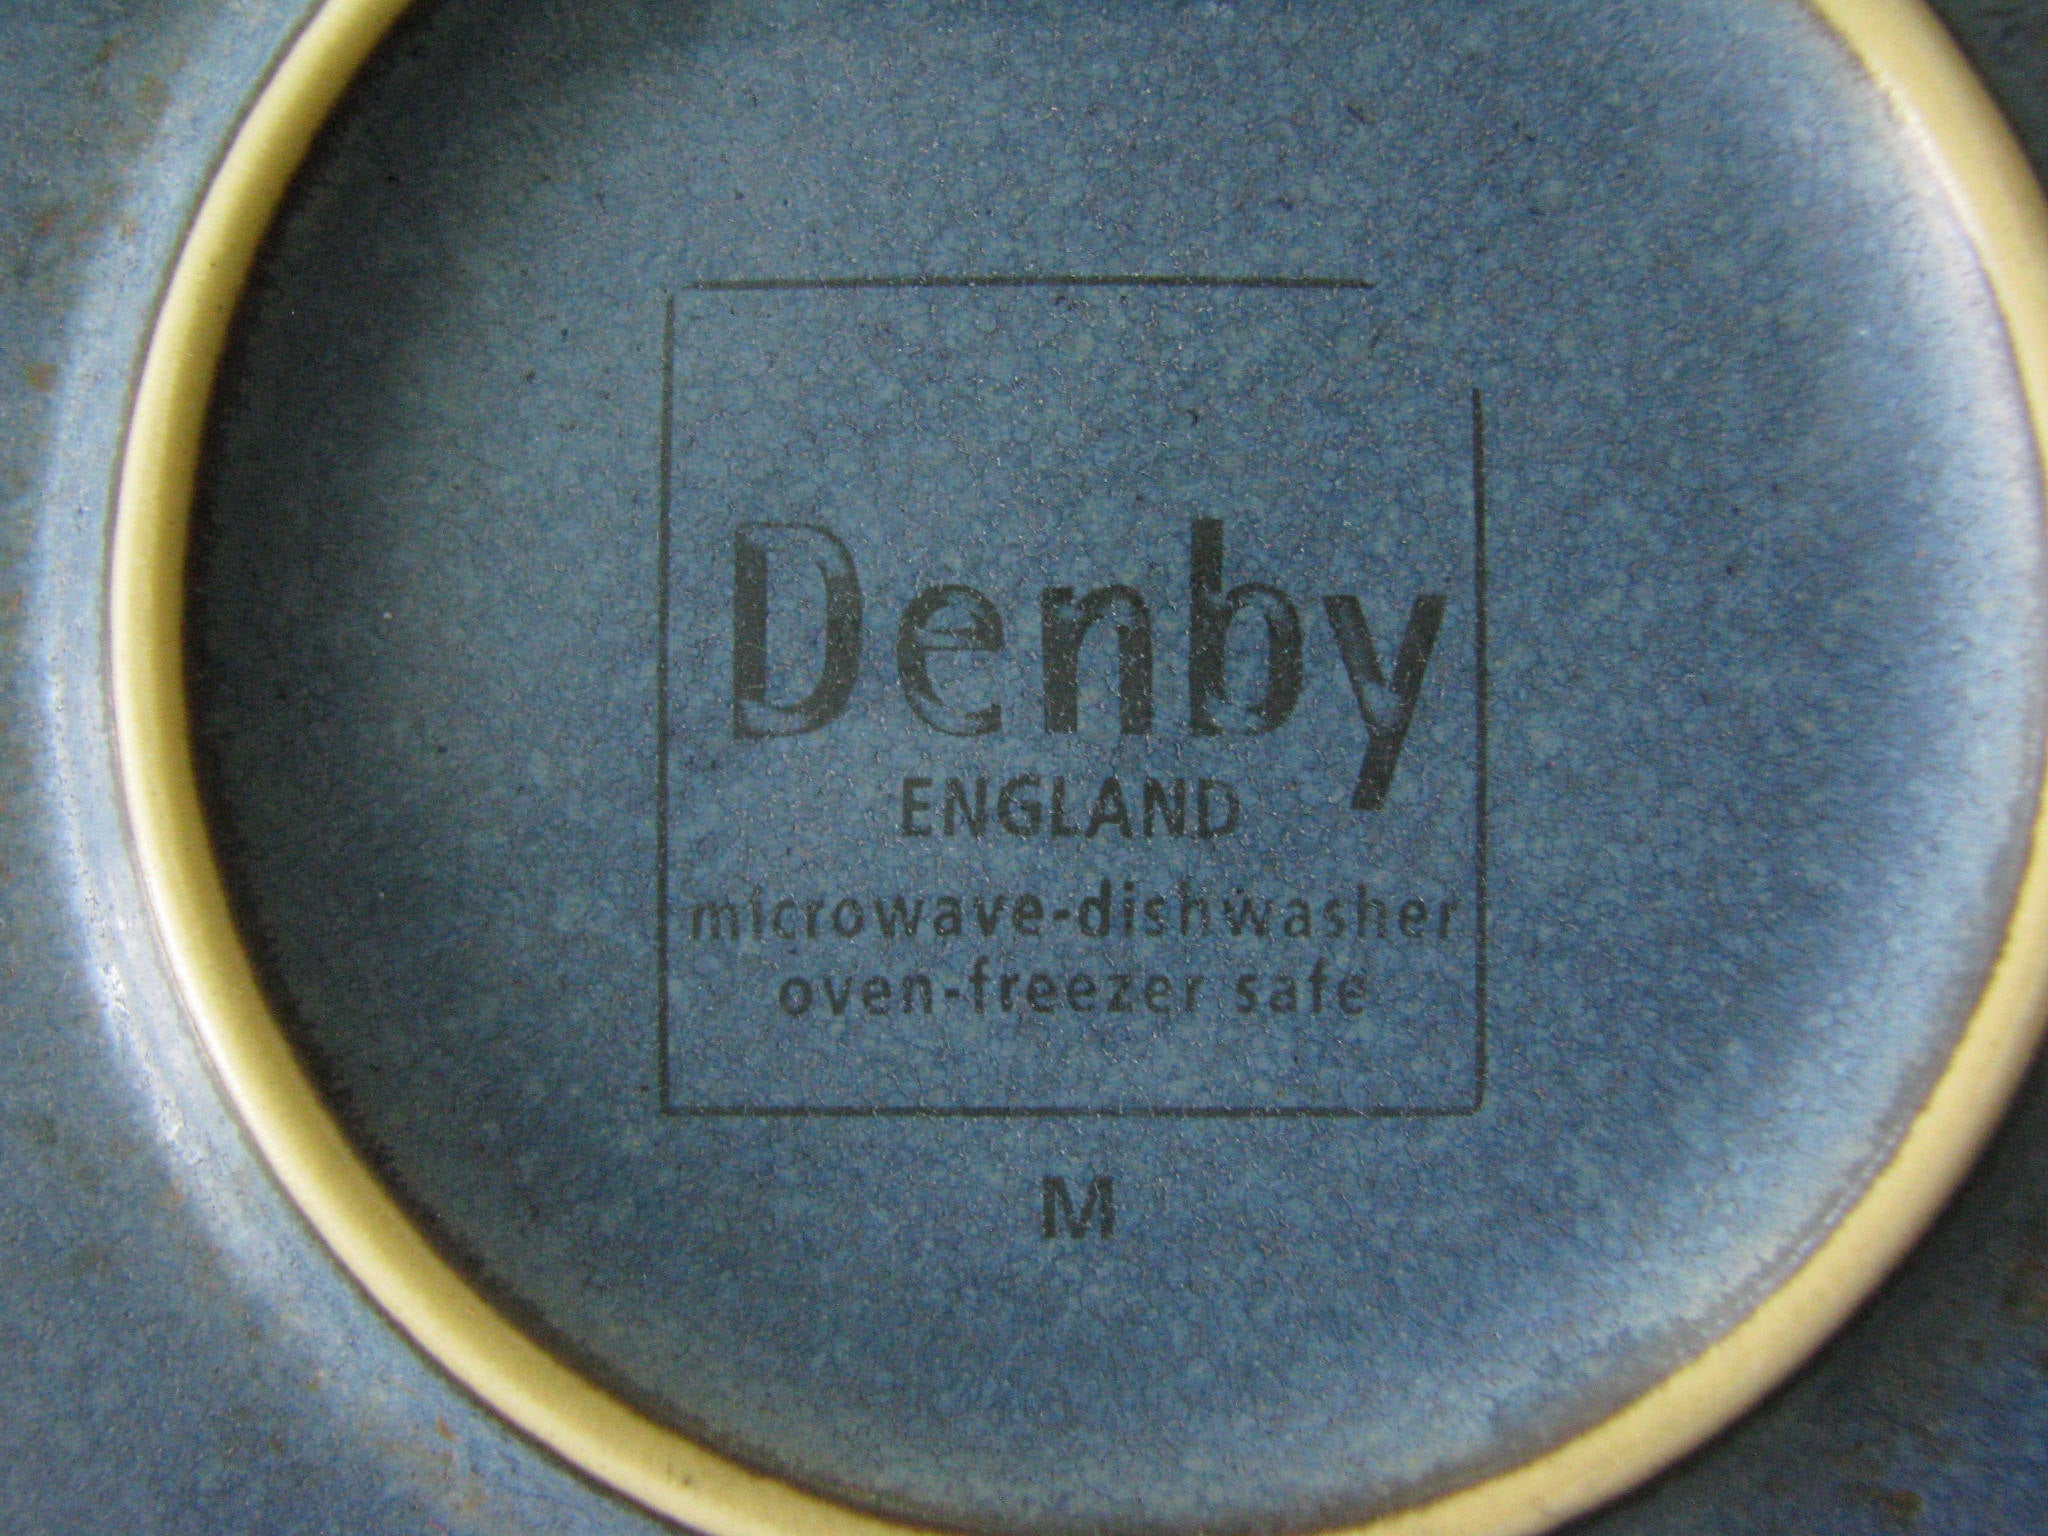 Denby
ENGLAND
microwave-dishwasher
oven-freezer safe
M